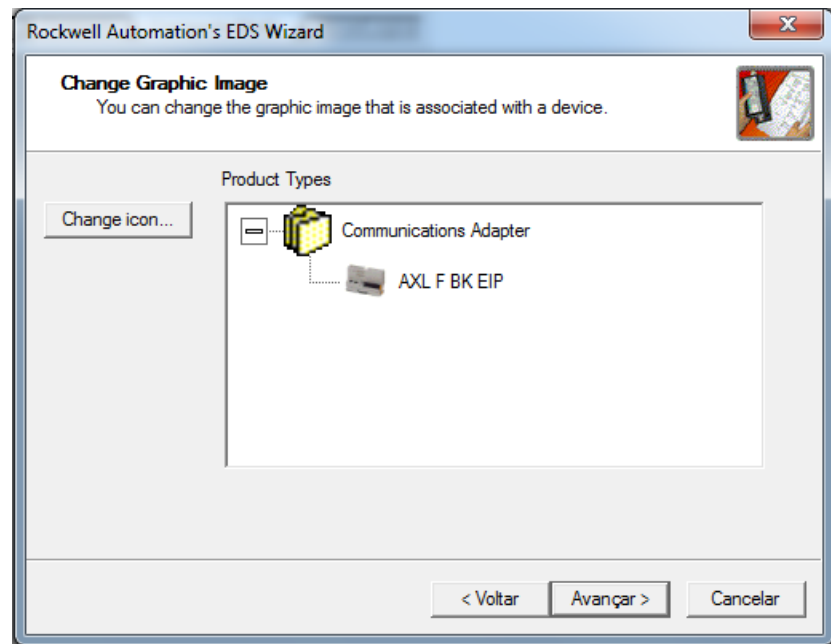 Rockwell Automation's EDS Wizard
Change Graphic Image
You can change the graphic image that is associated with a device.
Product Types
Change icon...
Communications Adapter
AXL F BK EIP
< Voltar
Avançar >
Cancelar